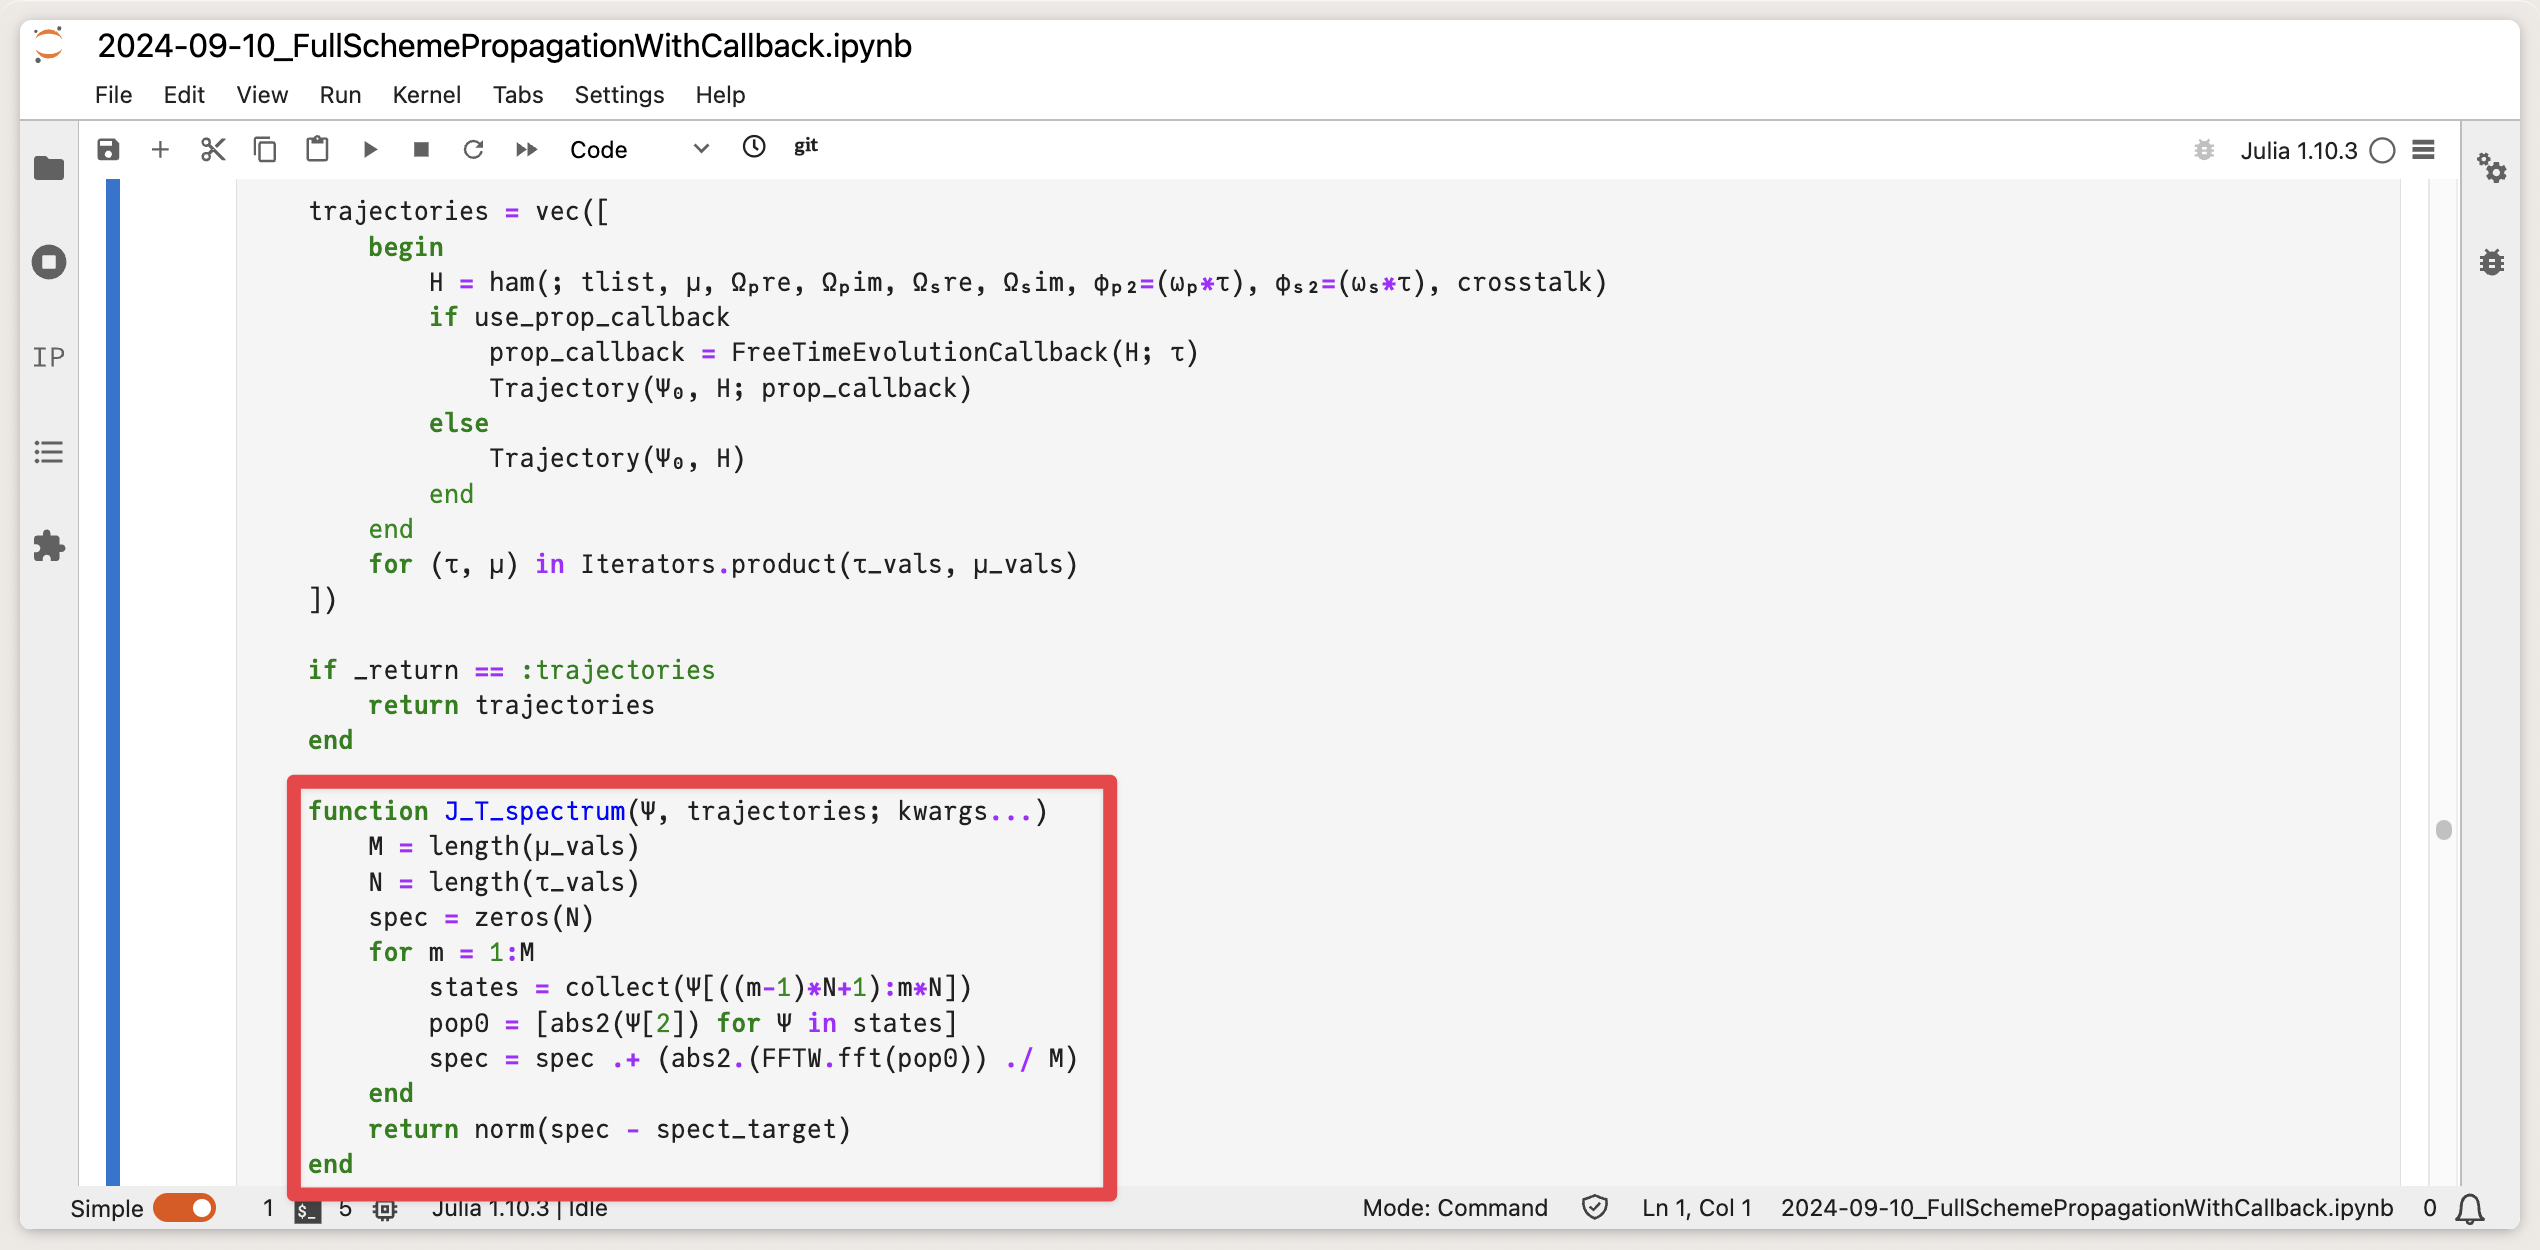 2024-09-10_FullSchemePropagationWithCallback.ipynb
File Edit View Run Kernel Tabs Settings Help
Code git Julia 1.10.3
IP
trajectories = vec([
    begin
        H = ham(; tlist, μ, Ωₚre, Ωₚim, Ωₛre, Ωₛim, ϕₚ₂=(ωₚ*τ), ϕₛ₂=(ωₛ*τ), crosstalk)
        if use_prop_callback
            prop_callback = FreeTimeEvolutionCallback(H; τ)
            Trajectory(Ψ₀, H; prop_callback)
        else
            Trajectory(Ψ₀, H)
        end
    end
    for (τ, μ) in Iterators.product(τ_vals, μ_vals)
])
if _return == :trajectories
    return trajectories
end
function J_T_spectrum(Ψ, trajectories; kwargs...)
    M = length(μ_vals)
    N = length(τ_vals)
    spec = zeros(N)
    for m = 1:M
        states = collect(Ψ[((m-1)*N+1):m*N])
        pop0 = [abs2(Ψ[2]) for Ψ in states]
        spec = spec .+ (abs2.(FFTW.fft(pop0)) ./ M)
    end
    return norm(spec - spect_target)
end
Simple 1 $_ 5 Julia 1.10.3 | Idle Mode: Command Ln 1, Col 1 2024-09-10_FullSchemePropagationWithCallback.ipynb 0